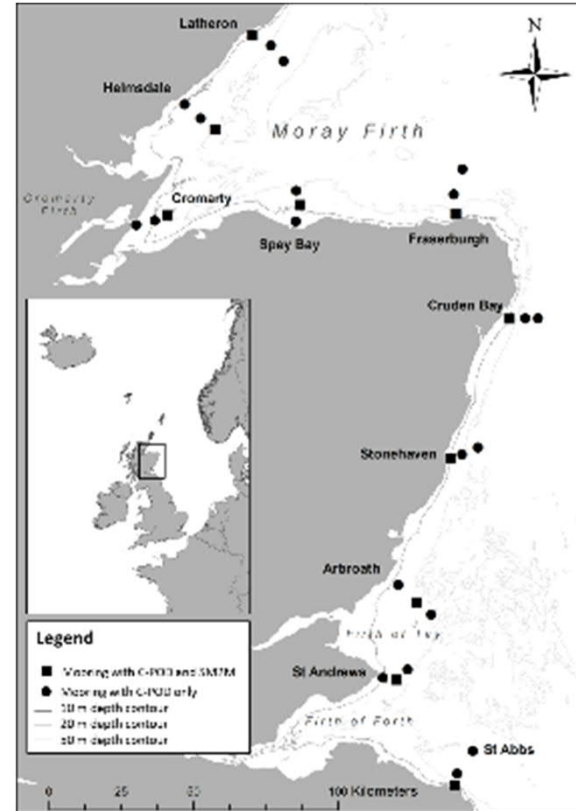 Latheron
N
Helmsdale
Moray Firth
Cromarty
Firth
Cromarty
Spey Bay
Fraserburgh
Cruden Bay
Stonehaven
Arbroath
Firth of Tay
St Andrews
Firth of Forth
St Abbs
Legend
Mooring with C-POD and SM2M
Mooring with C-POD only
10 m depth contour
20 m depth contour
50 m depth contour
0 25 50 100 Kilometers